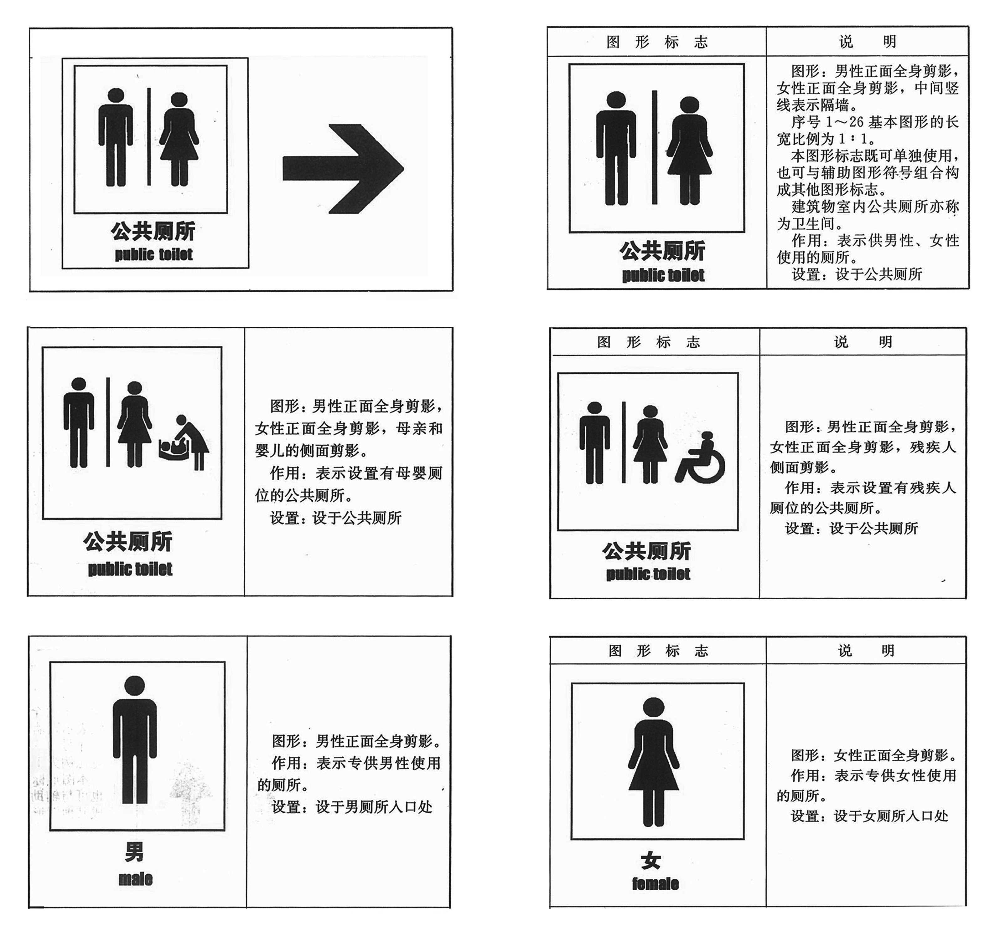 公共厕所
public toilet
图形标志
说明
公共厕所
public toilet
图形：男性正面全身剪影，
女性正面全身剪影，中间竖
线表示隔墙。
序号1～26基本图形的长
宽比例为1：1。
本图形标志既可单独使用，
也可与辅助图形符号组合构
成其他图形标志。
建筑物室内公共厕所亦称
为卫生间。
作用：表示供男性、女性
使用的厕所。
设置：设于公共厕所
公共厕所
public toilet
图形：男性正面全身剪影，
女性正面全身剪影，母亲和
婴儿的侧面剪影。
作用：表示设置有母婴厕
位的公共厕所。
设置：设于公共厕所
图形标志
说明
公共厕所
public toilet
图形：男性正面全身剪影，
女性正面全身剪影，残疾人
侧面剪影。
作用：表示设置有残疾人
厕位的公共厕所。
设置：设于公共厕所
男
male
图形：男性正面全身剪影。
作用：表示专供男性使用
的厕所。
设置：设于男厕所入口处
图形标志
说明
女
female
图形：女性正面全身剪影。
作用：表示专供女性使用
的厕所。
设置：设于女厕所入口处